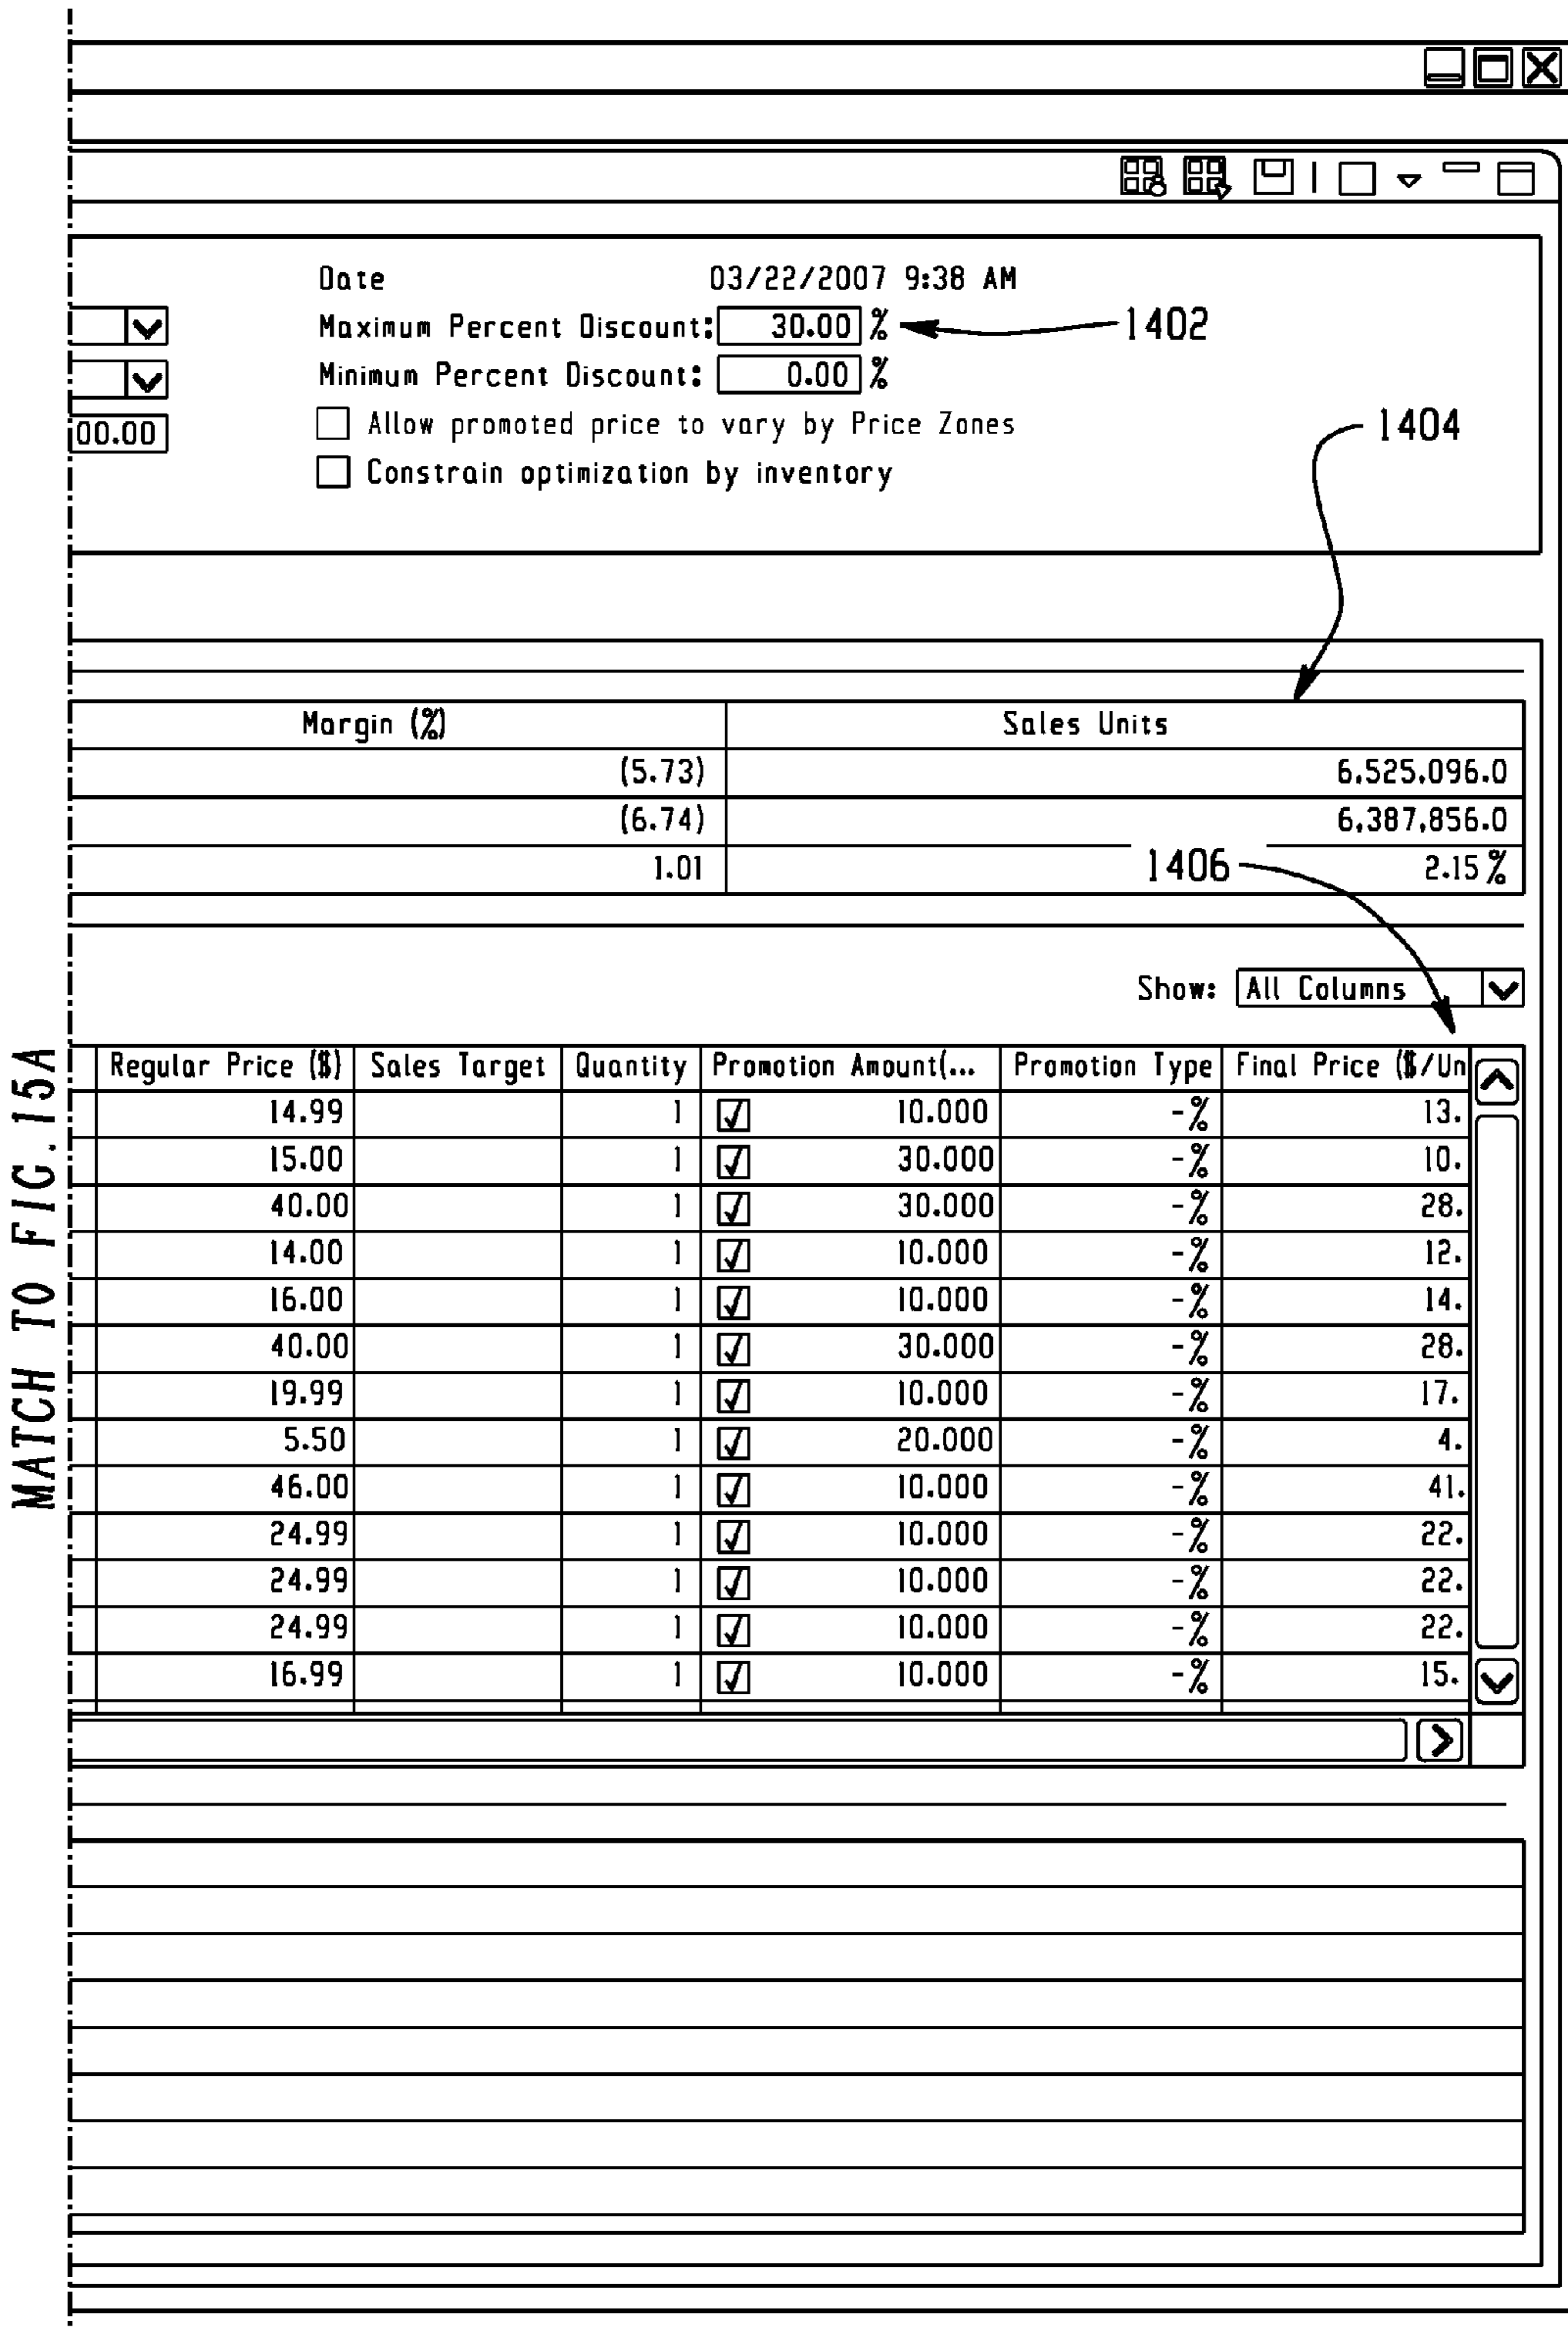 Date 03/22/2007 9:38 AM
Maximum Percent Discount: 30.00 % 1402
Minimum Percent Discount: 0.00 %
00.00
Allow promoted price to vary by Price Zones
1404
Constrain optimization by inventory
Margin (%) Sales Units
(5.73) 6,525,096.0
(6.74) 6,387,856.0
1.01 1406 2.15 %
Show: All Columns
MATCH TO FIG.15A
Regular Price ($) Sales Target Quantity Promotion Amount(... Promotion Type Final Price ($/Un
14.99 1 10.000 -% 13.
15.00 1 30.000 -% 10.
40.00 1 30.000 -% 28.
14.00 1 10.000 -% 12.
16.00 1 10.000 -% 14.
40.00 1 30.000 -% 28.
19.99 1 10.000 -% 17.
5.50 1 20.000 -% 4.
46.00 1 10.000 -% 41.
24.99 1 10.000 -% 22.
24.99 1 10.000 -% 22.
24.99 1 10.000 -% 22.
16.99 1 10.000 -% 15.